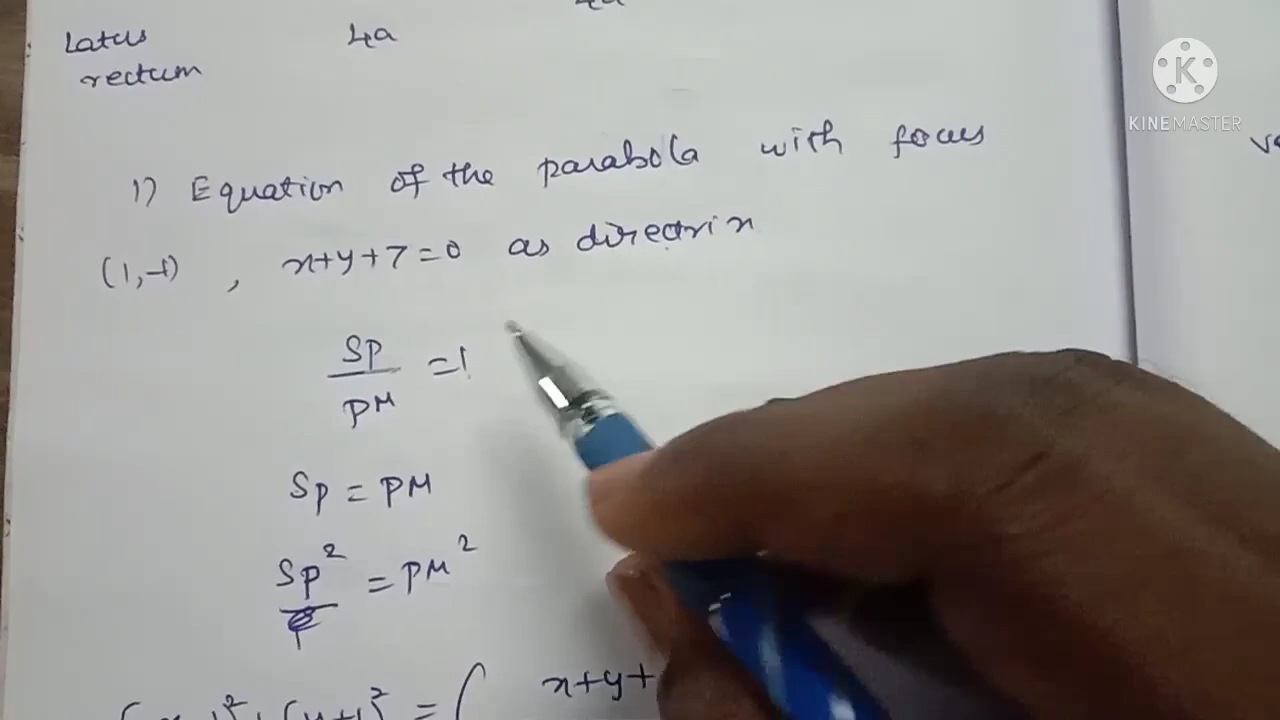 Latus 4a
rectum
KINEMASTER
1) Equation of the parabola with focus
(1,-1) , x+y+7=0 as directrix
SP
PM
=1
SP = PM
SP² = PM²
x+y+